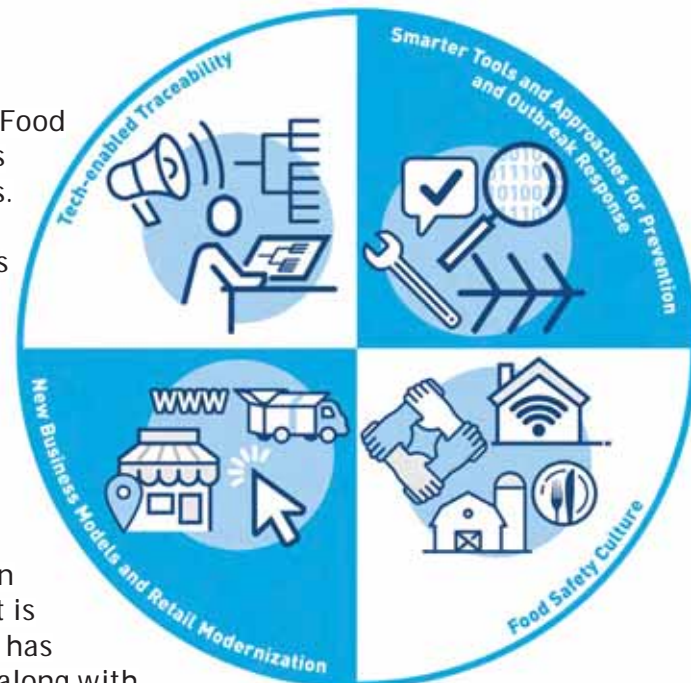 Food
s
s.
s
n
t is
has
along with
Tech-enabled Traceability
Smarter Tools and Approaches for Prevention
and Outbreak Response
New Business Models and Retail Modernization
Food Safety Culture
WWW